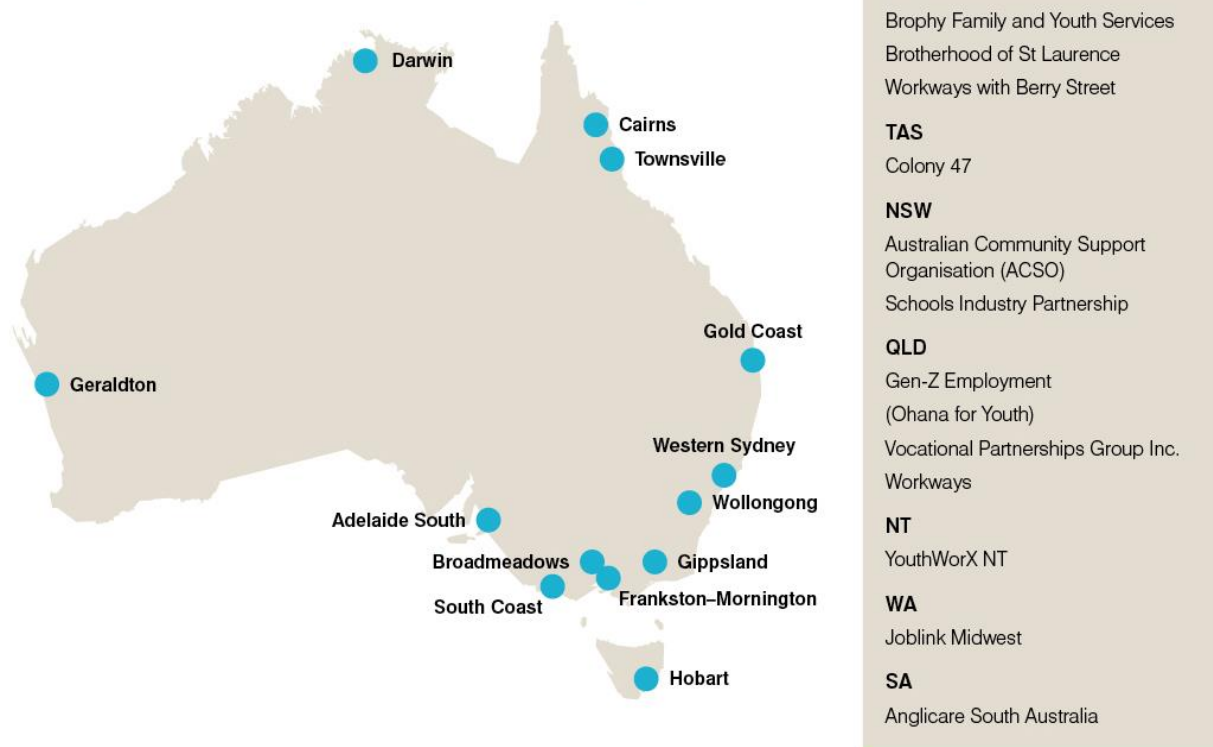 Darwin
Cairns
Townsville
Gold Coast
Geraldton
Western Sydney
Wollongong
Adelaide South
Broadmeadows
Gippsland
South Coast
Frankston–Mornington
Hobart
Brophy Family and Youth Services
Brotherhood of St Laurence
Workways with Berry Street
TAS
Colony 47
NSW
Australian Community Support
Organisation (ACSO)
Schools Industry Partnership
QLD
Gen-Z Employment
(Ohana for Youth)
Vocational Partnerships Group Inc.
Workways
NT
YouthWorX NT
WA
Joblink Midwest
SA
Anglicare South Australia